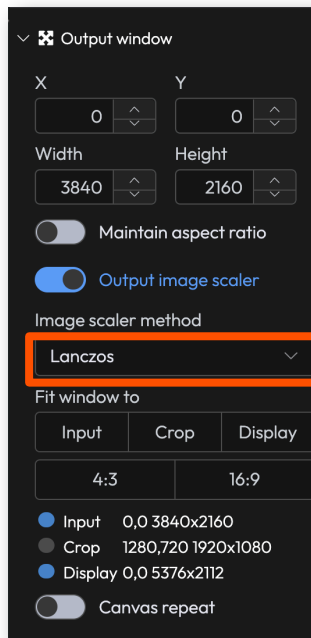 Output window
X Y
0 0
Width Height
3840 2160
Maintain aspect ratio
Output image scaler
Image scaler method
Lanczos
Fit window to
Input Crop Display
4:3 16:9
Input 0,0 3840x2160
Crop 1280,720 1920x1080
Display 0,0 5376x2112
Canvas repeat